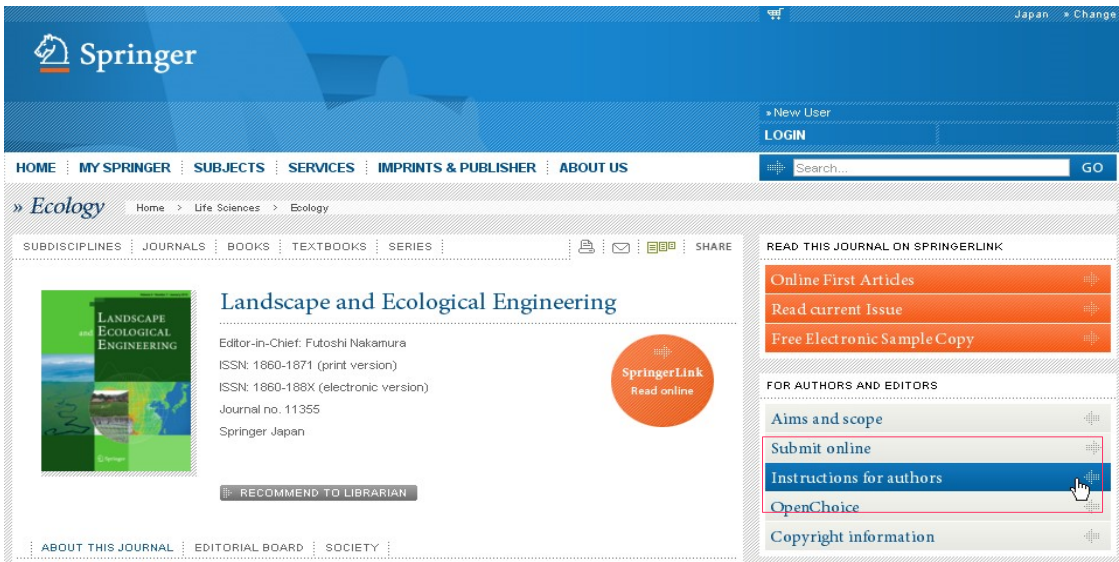 Japan » Change
Springer
» New User
LOGIN
HOME MY SPRINGER SUBJECTS SERVICES IMPRINTS & PUBLISHER ABOUT US
Search... GO
» Ecology Home > Life Sciences > Ecology
SUBDISCIPLINES JOURNALS BOOKS TEXTBOOKS SERIES SHARE
LANDSCAPE
and ECOLOGICAL
ENGINEERING
Springer
Landscape and Ecological Engineering
Editor-in-Chief: Futoshi Nakamura
ISSN: 1860-1871 (print version)
ISSN: 1860-188X (electronic version)
Journal no. 11355
Springer Japan
SpringerLink
Read online
RECOMMEND TO LIBRARIAN
ABOUT THIS JOURNAL EDITORIAL BOARD SOCIETY
READ THIS JOURNAL ON SPRINGERLINK
Online First Articles
Read current Issue
Free Electronic Sample Copy
FOR AUTHORS AND EDITORS
Aims and scope
Submit online
Instructions for authors
OpenChoice
Copyright information